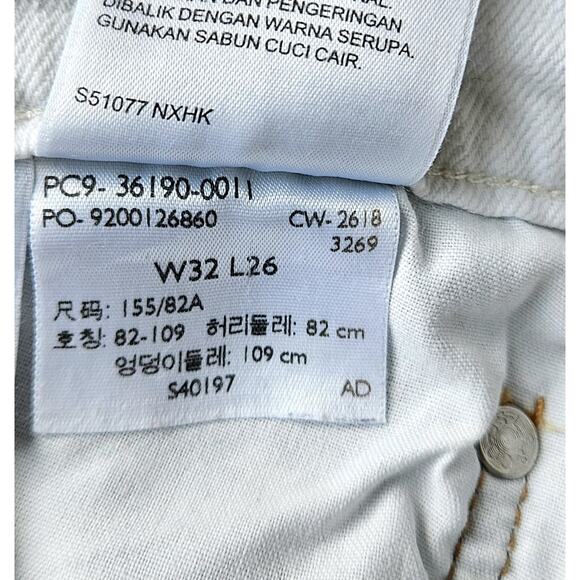 DAN PENGERINGAN
DIBALIK DENGAN WARNA SERUPA.
GUNAKAN SABUN CUCI CAIR.
S51077 NXHK
PC9- 36190-0011
PO- 9200126860 CW- 2618
3269
W32 L26
尺码: 155/82A
호칭: 82-109 허리둘레: 82 cm
엉덩이둘레: 109 cm
S40197 AD